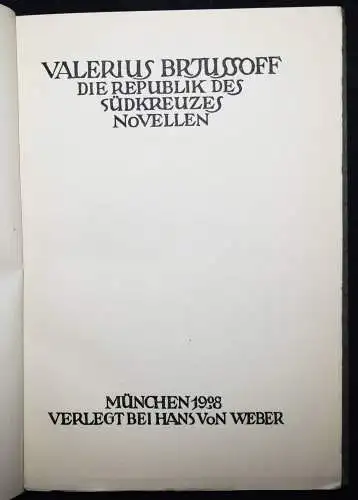 VALERIUS BRJUSSOFF
DIE REPUBLIK DES
SÜDKREUZES
NOVELLEN
MÜNCHEN 1908
VERLEGT BEI HANS VON WEBER